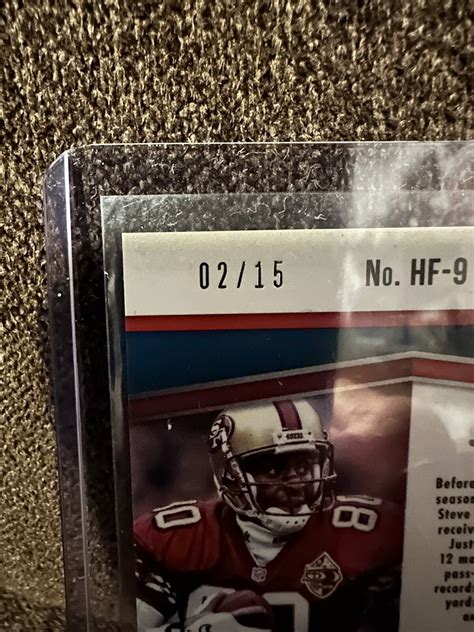 02/15 No. HF-9
49ERS
80 80
Before
season
Steve
receiv
Just
12 ma
pass-
record
yard